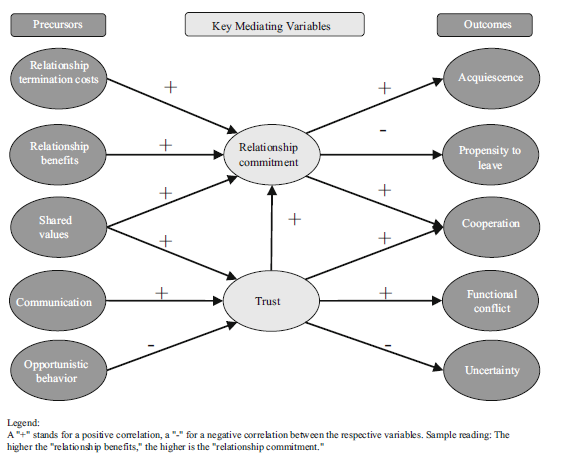 Precursors
Key Mediating Variables
Outcomes
Relationship
termination costs
+
+
Acquiescence
Relationship
benefits
+
Relationship
commitment
-
Propensity to
leave
+
+
Shared
values
+
+
+
Cooperation
Communication
+
Trust
+
Functional
conflict
Opportunistic
behavior
-
-
Uncertainty
Legend:
A "+" stands for a positive correlation, a "-" for a negative correlation between the respective variables. Sample reading: The
higher the "relationship benefits," the higher is the "relationship commitment."